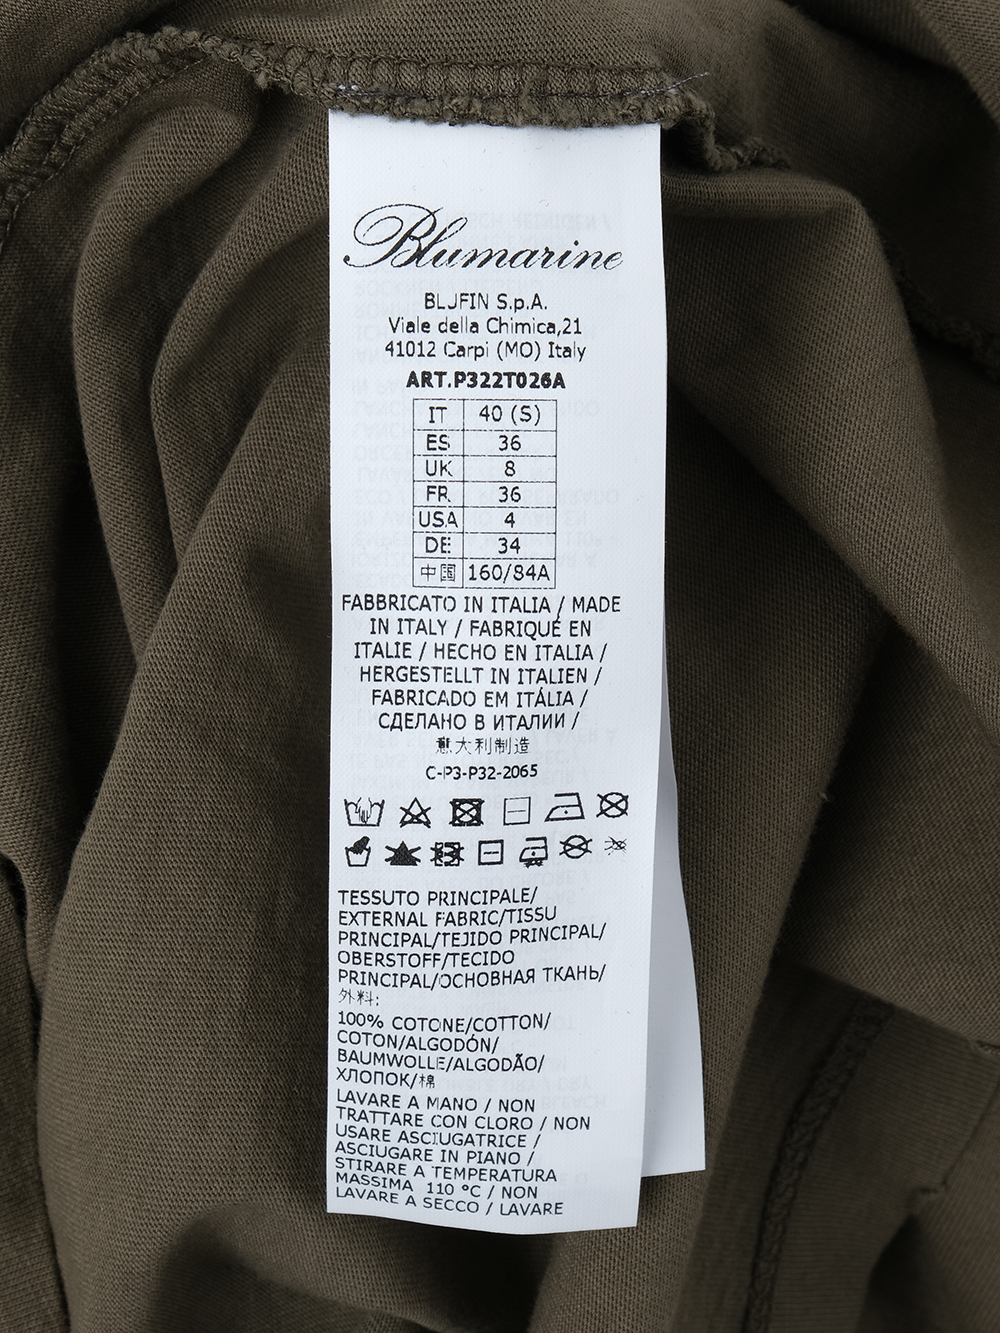 Blumarine
BLUFIN S.p.A.
Viale della Chimica,21
41012 Carpi (MO) Italy
ART.P322T026A
IT 40 (S)
ES 36
UK 8
FR 36
USA 4
DE 34
中国 160/84A
FABBRICATO IN ITALIA / MADE
IN ITALY / FABRIQUÉ EN
ITALIE / HECHO EN ITALIA /
HERGESTELLT IN ITALIEN /
FABRICADO EM ITÁLIA /
СДЕЛАНО В ИТАЛИИ /
意大利制造
C-P3-P32-2065
TESSUTO PRINCIPALE/
EXTERNAL FABRIC/TISSU
PRINCIPAL/TEJIDO PRINCIPAL/
OBERSTOFF/TECIDO
PRINCIPAL/ОСНОВНАЯ ТКАНЬ/
外料:
100% COTONE/COTTON/
COTON/ALGODÓN/
BAUMWOLLE/ALGODÃO/
ХЛОПОК/棉
LAVARE A MANO / NON
TRATTARE CON CLORO / NON
USARE ASCIUGATRICE /
ASCIUGARE IN PIANO /
STIRARE A TEMPERATURA
MASSIMA 110 °C / NON
LAVARE A SECCO / LAVARE